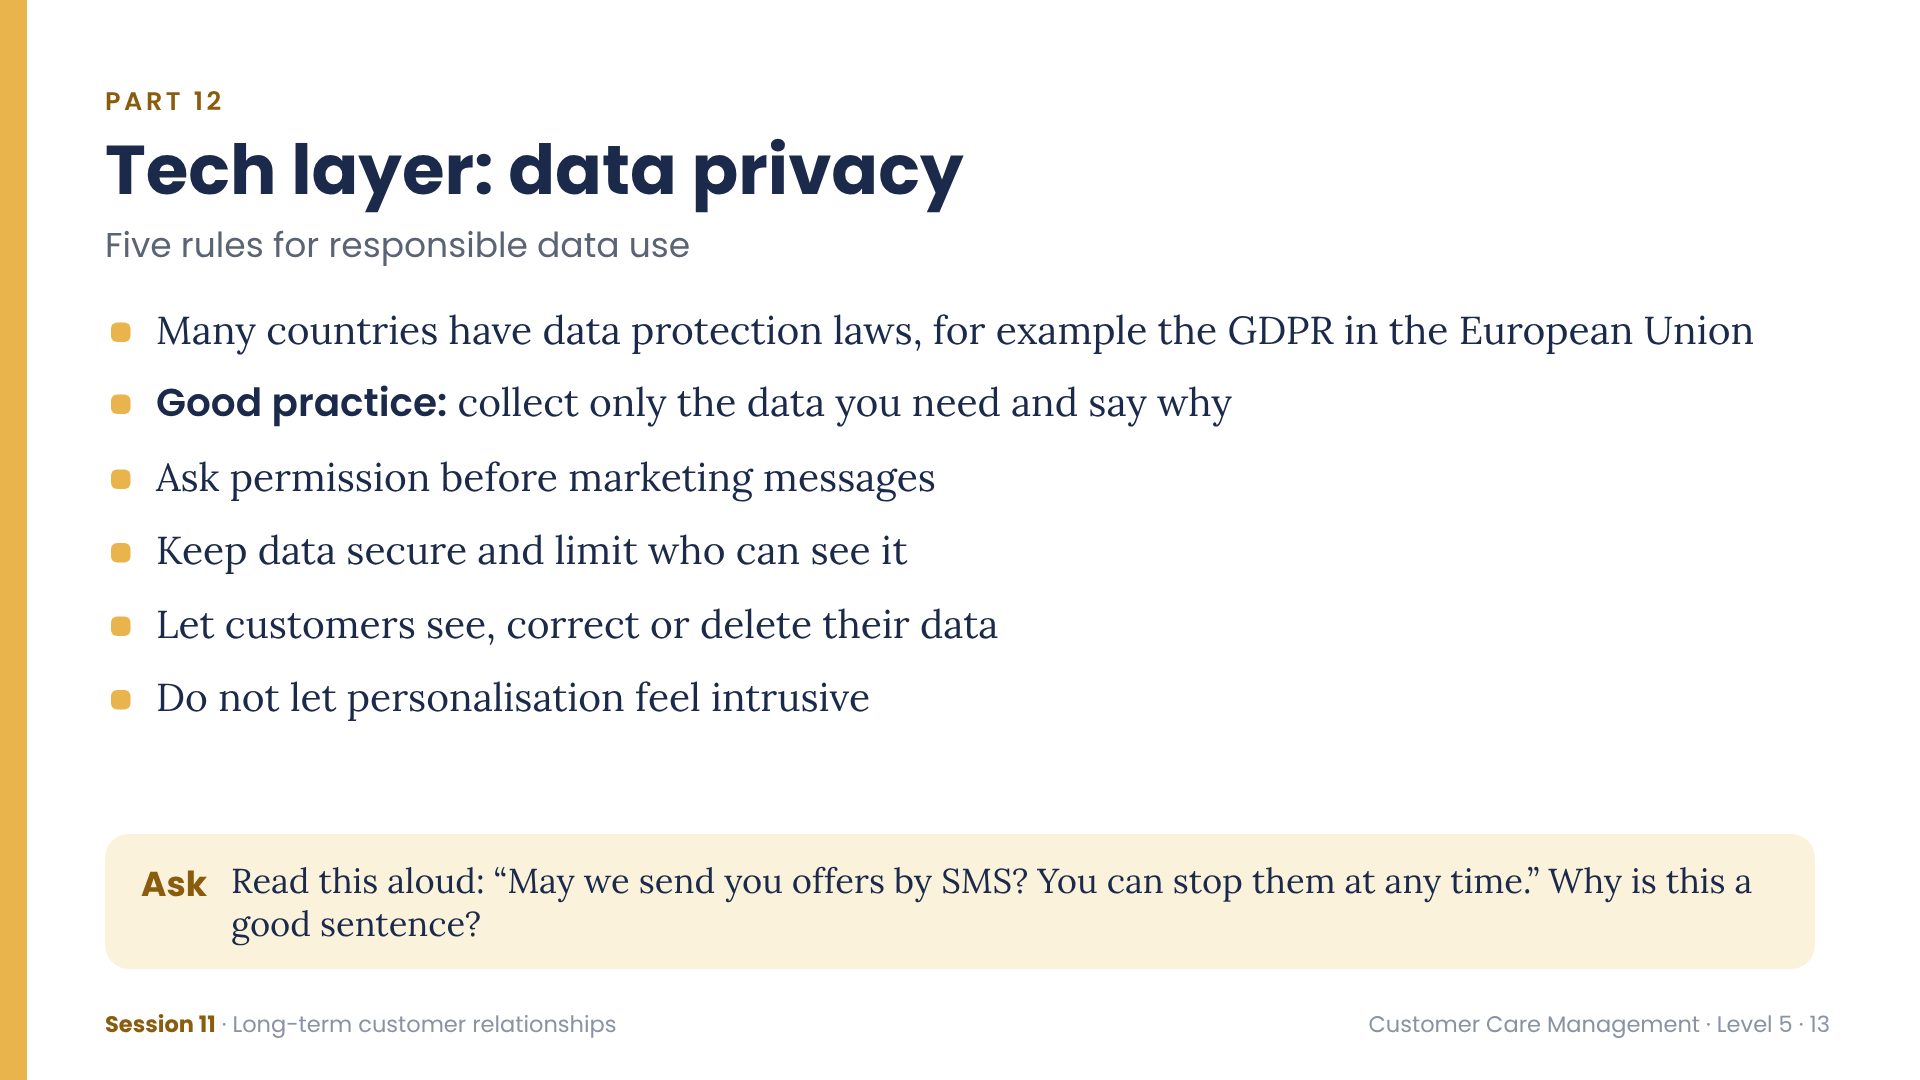 PART 12
Tech layer: data privacy
Five rules for responsible data use
Many countries have data protection laws, for example the GDPR in the European Union
Good practice: collect only the data you need and say why
Ask permission before marketing messages
Keep data secure and limit who can see it
Let customers see, correct or delete their data
Do not let personalisation feel intrusive
Ask Read this aloud: “May we send you offers by SMS? You can stop them at any time.” Why is this a
good sentence?
Session 11 · Long-term customer relationships
Customer Care Management · Level 5 · 13